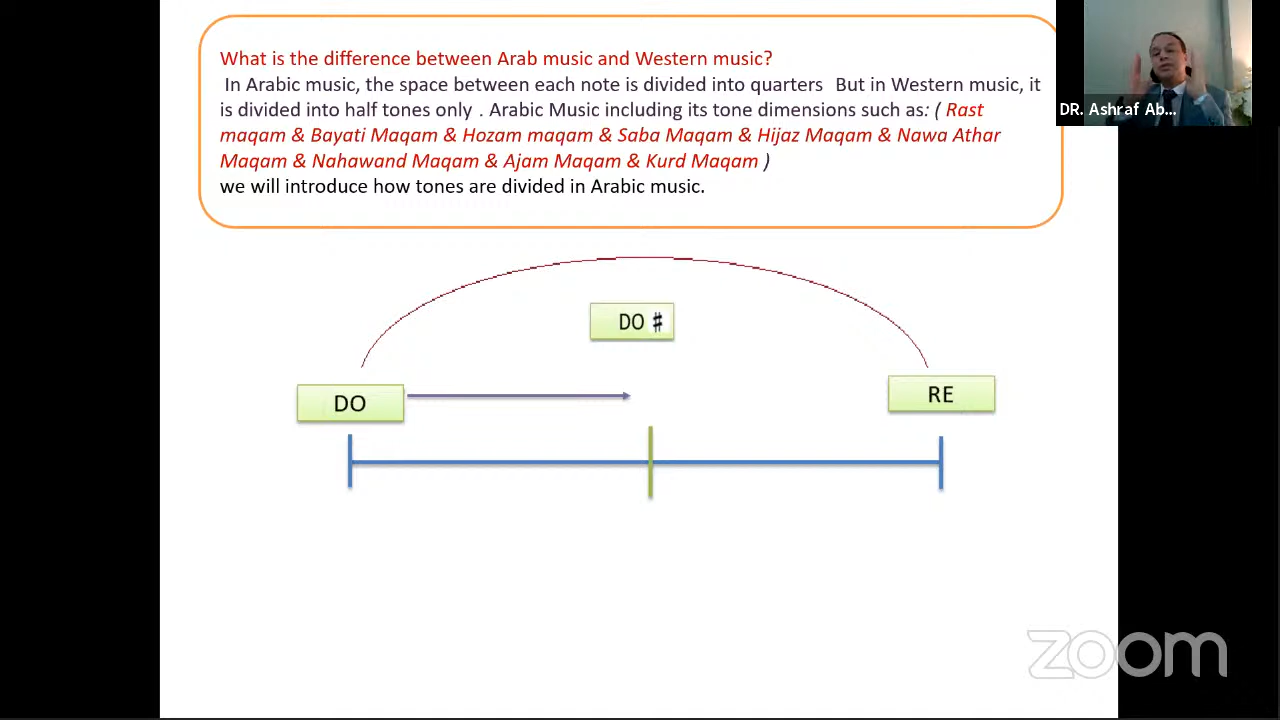 What is the difference between Arab music and Western music?
In Arabic music, the space between each note is divided into quarters But in Western music, it
is divided into half tones only . Arabic Music including its tone dimensions such as: ( Rast
maqam & Bayati Maqam & Hozam maqam & Saba Maqam & Hijaz Maqam & Nawa Athar
Maqam & Nahawand Maqam & Ajam Maqam & Kurd Maqam )
we will introduce how tones are divided in Arabic music.
DR. Ashraf Ab...
DO ♯
DO
RE
zoom